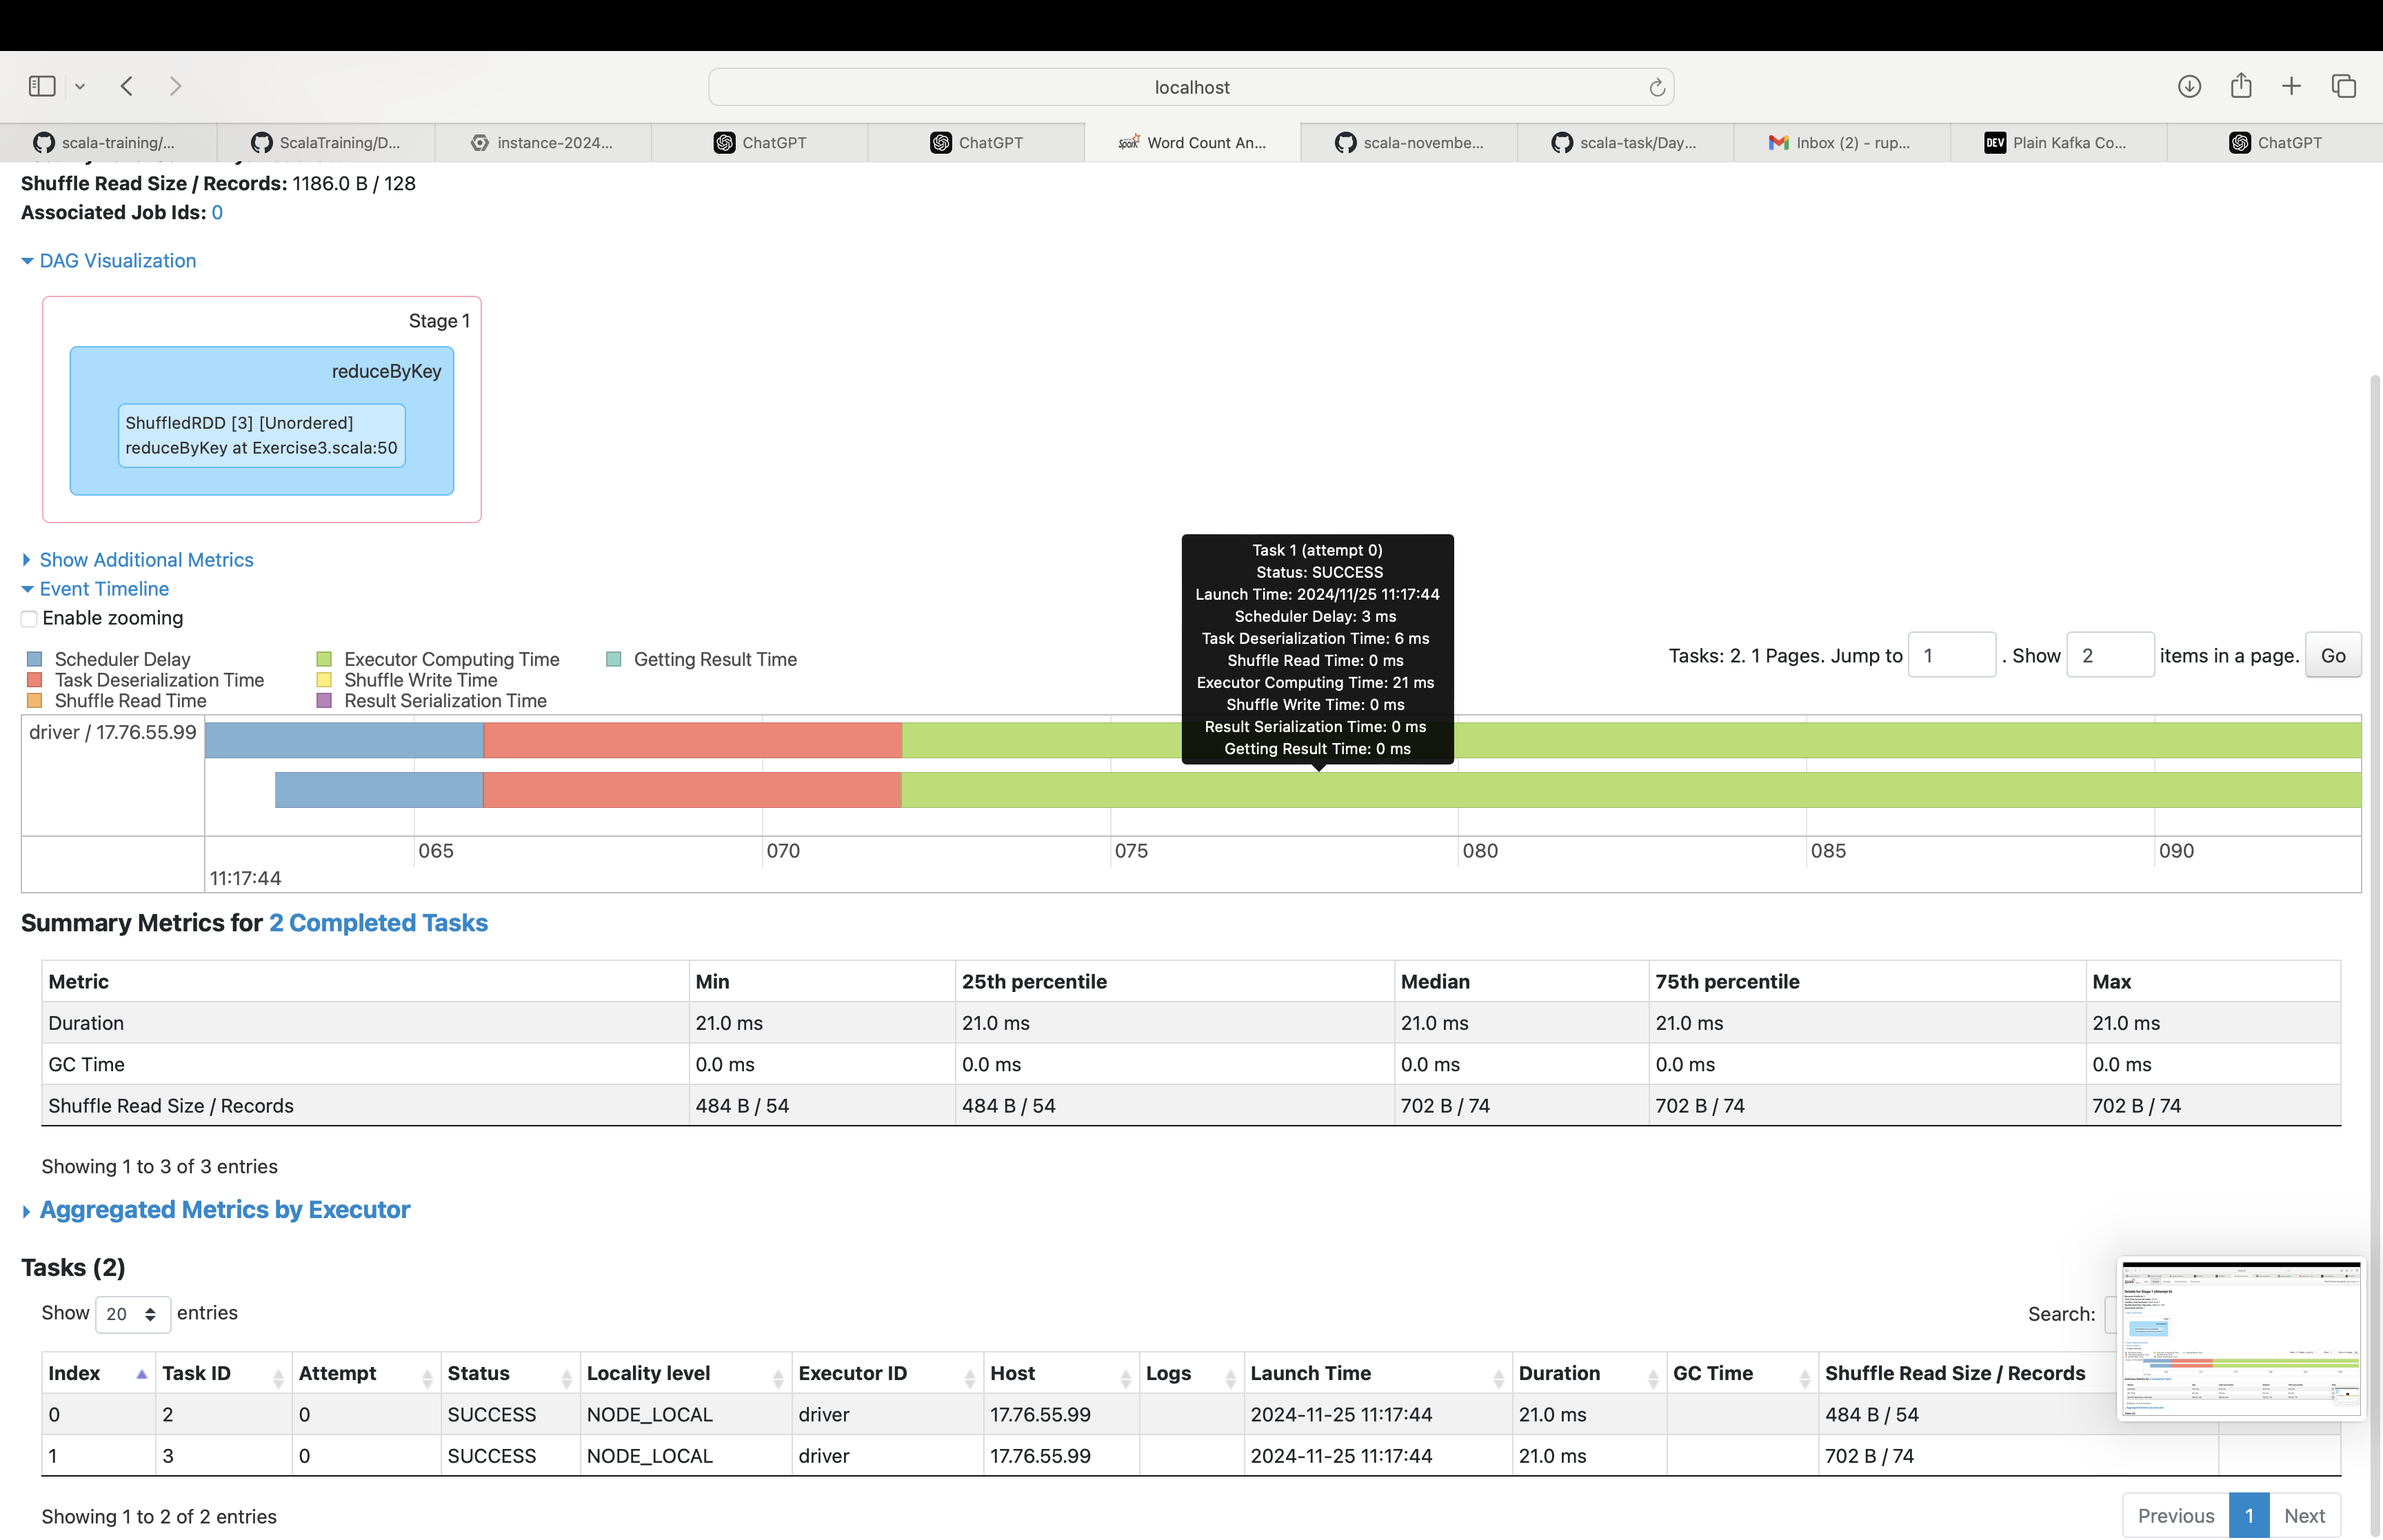 localhost
scala-training/...
ScalaTraining/D...
instance-2024...
ChatGPT
ChatGPT
Spark
Word Count An...
scala-novembe...
scala-task/Day...
Inbox (2) - rup...
DEV
Plain Kafka Co...
ChatGPT
Shuffle Read Size / Records: 1186.0 B / 128
Associated Job Ids: 0
DAG Visualization
Stage 1
reduceByKey
ShuffledRDD [3] [Unordered]
reduceByKey at Exercise3.scala:50
Show Additional Metrics
Event Timeline
Enable zooming
Scheduler Delay
Executor Computing Time
Getting Result Time
Task Deserialization Time
Shuffle Write Time
Shuffle Read Time
Result Serialization Time
Task 1 (attempt 0)
Status: SUCCESS
Launch Time: 2024/11/25 11:17:44
Scheduler Delay: 3 ms
Task Deserialization Time: 6 ms
Shuffle Read Time: 0 ms
Executor Computing Time: 21 ms
Shuffle Write Time: 0 ms
Result Serialization Time: 0 ms
Getting Result Time: 0 ms
Tasks: 2. 1 Pages. Jump to 1 . Show 2 items in a page. Go
driver / 17.76.55.99
065 070 075 080 085 090
11:17:44
Summary Metrics for 2 Completed Tasks
Metric Min 25th percentile Median 75th percentile Max
Duration 21.0 ms 21.0 ms 21.0 ms 21.0 ms 21.0 ms
GC Time 0.0 ms 0.0 ms 0.0 ms 0.0 ms 0.0 ms
Shuffle Read Size / Records 484 B / 54 484 B / 54 702 B / 74 702 B / 74 702 B / 74
Showing 1 to 3 of 3 entries
Aggregated Metrics by Executor
Tasks (2)
Show 20 entries
Search:
Index Task ID Attempt Status Locality level Executor ID Host Logs Launch Time Duration GC Time Shuffle Read Size / Records
0 2 0 SUCCESS NODE_LOCAL driver 17.76.55.99 2024-11-25 11:17:44 21.0 ms 484 B / 54
1 3 0 SUCCESS NODE_LOCAL driver 17.76.55.99 2024-11-25 11:17:44 21.0 ms 702 B / 74
Showing 1 to 2 of 2 entries
Previous 1 Next